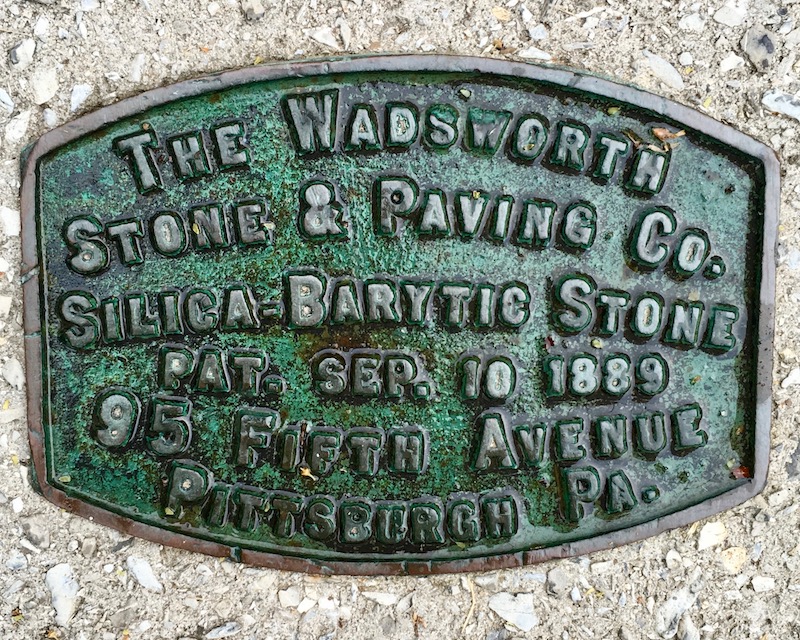 The Wadsworth
Stone & Paving Co.
Silica-Barytic Stone
PAT. SEP. 10 1889
95 Fifth Avenue
Pittsburgh Pa.